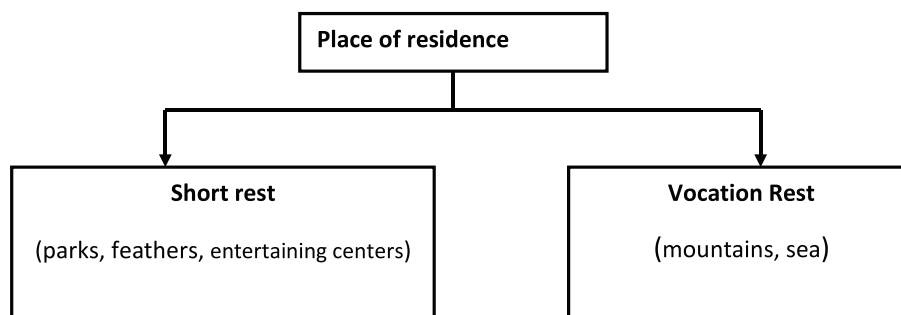 Place of residence
Short rest
(parks, feathers, entertaining centers)
Vocation Rest
(mountains, sea)